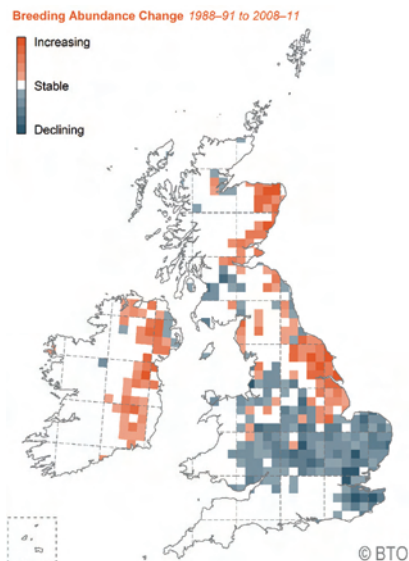 Breeding Abundance Change 1988–91 to 2008–11
Increasing
Stable
Declining
© BTO